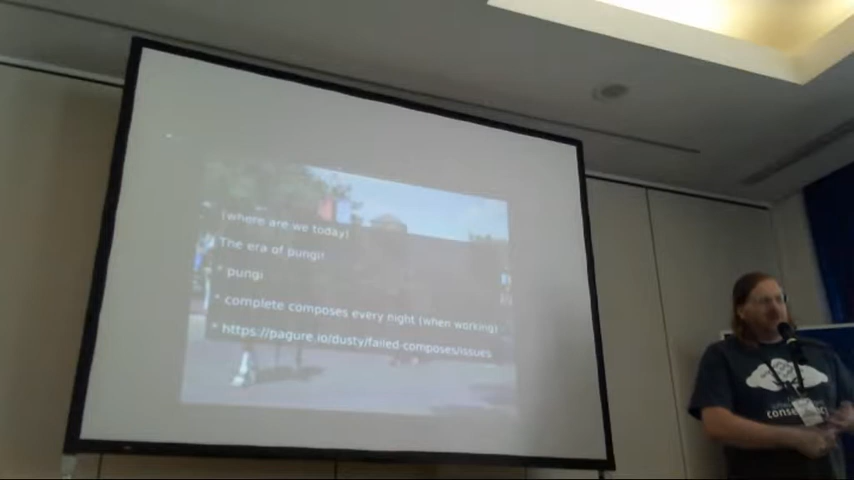 (where are we today)
The era of pungi!
* pungi
* complete composes every night (when working)
* https://pagure.io/dusty/failed-composes/issues